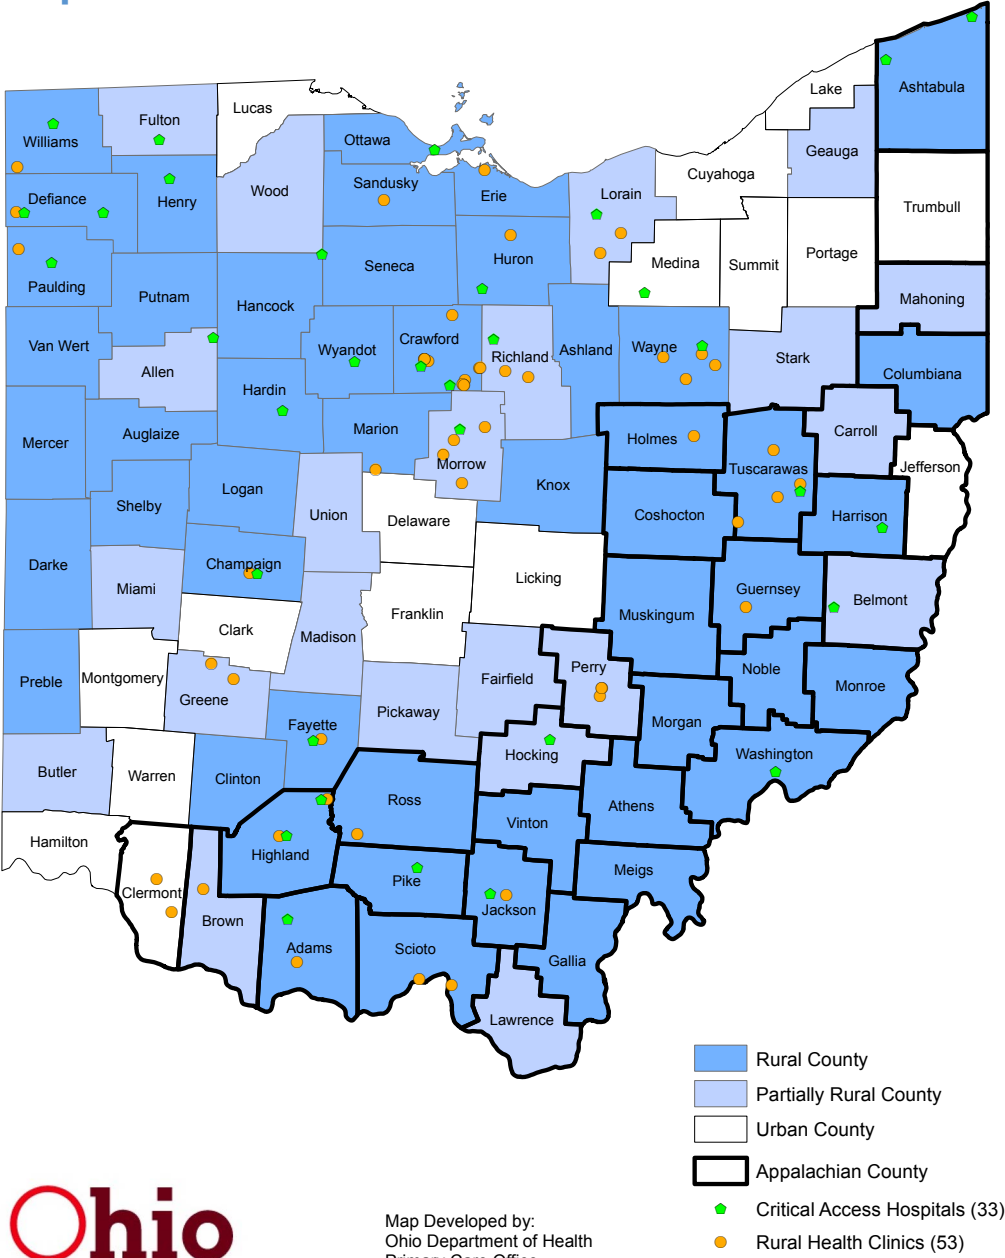 Lake
Ashtabula
Lucas
Fulton
Williams
Ottawa
Geauga
Cuyahoga
Sandusky
Wood
Erie
Lorain
Defiance
Henry
Trumbull
Portage
Huron
Medina
Summit
Seneca
Paulding
Putnam
Hancock
Mahoning
Van Wert
Wyandot
Crawford
Richland
Ashland
Wayne
Stark
Allen
Columbiana
Hardin
Mercer
Auglaize
Marion
Holmes
Carroll
Morrow
Tuscarawas
Jefferson
Logan
Knox
Shelby
Union
Delaware
Coshocton
Harrison
Darke
Champaign
Licking
Miami
Guernsey
Belmont
Franklin
Muskingum
Clark
Madison
Perry
Noble
Preble
Montgomery
Fairfield
Monroe
Greene
Pickaway
Morgan
Fayette
Hocking
Washington
Butler
Warren
Clinton
Ross
Athens
Vinton
Hamilton
Highland
Meigs
Pike
Clermont
Jackson
Brown
Adams
Scioto
Gallia
Lawrence
Rural County
Partially Rural County
Urban County
Appalachian County
Critical Access Hospitals (33)
Rural Health Clinics (53)
Ohio
Map Developed by:
Ohio Department of Health
Primary Care Office